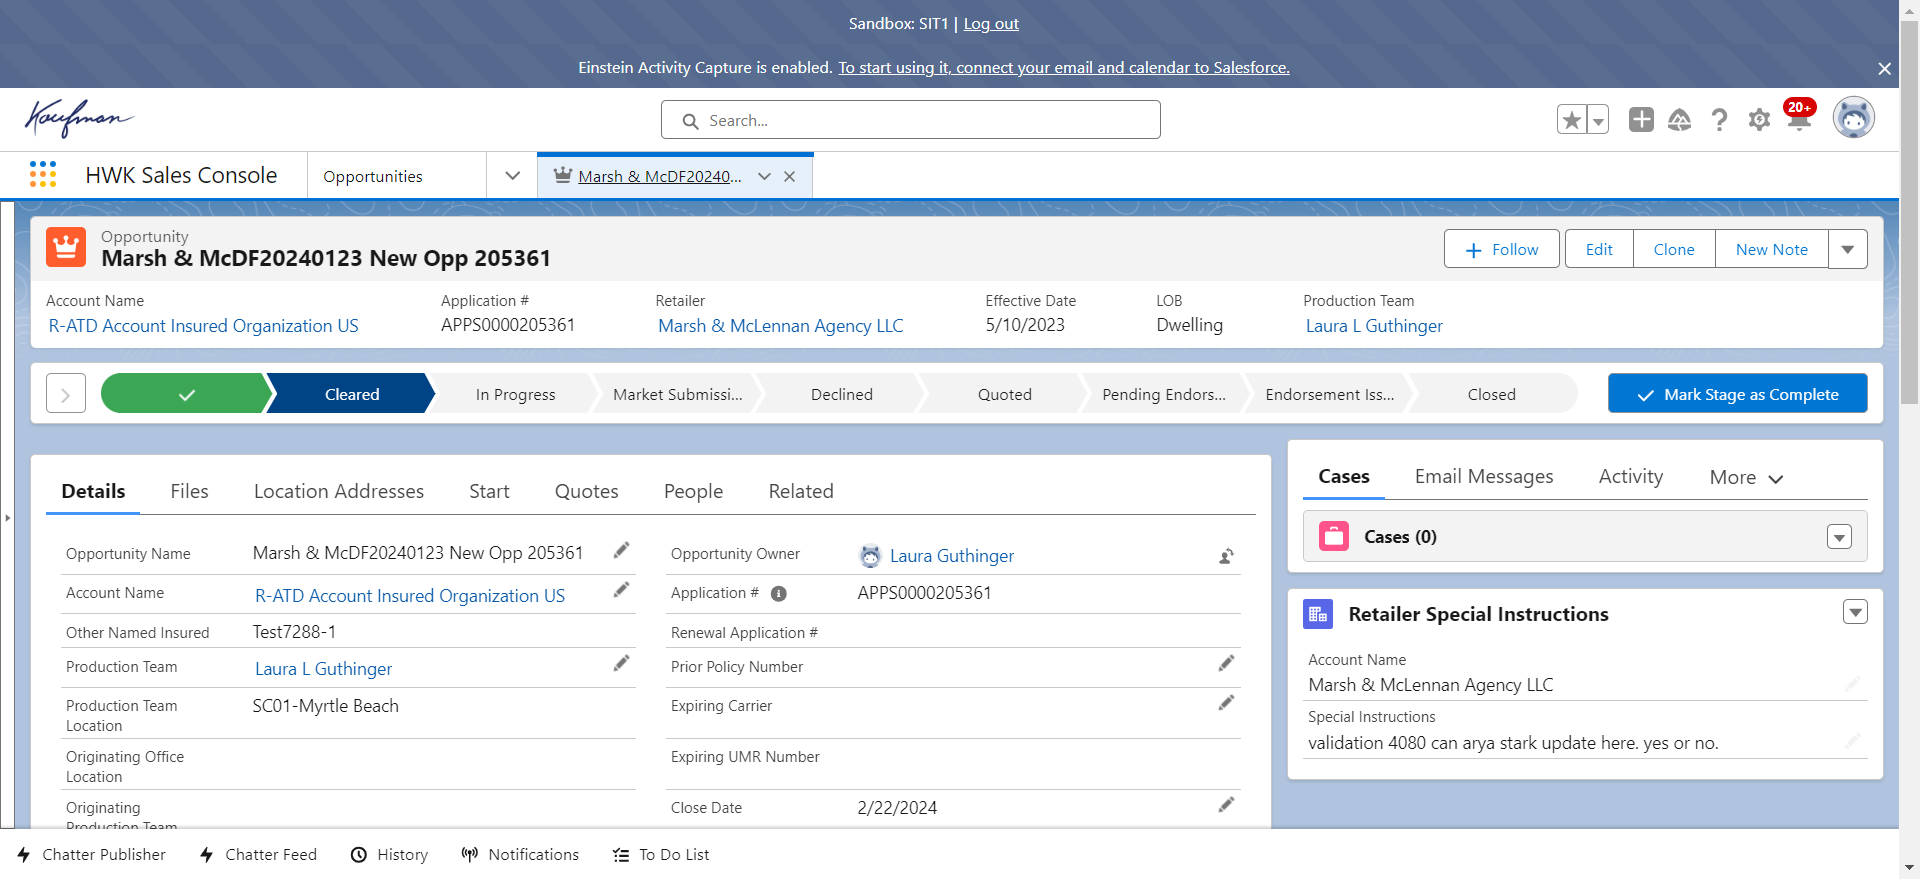 Sandbox: SIT1 | Log out
Einstein Activity Capture is enabled. To start using it, connect your email and calendar to Salesforce.
Kaufman
Search...
20+
HWK Sales Console
Opportunities
Marsh & McDF20240...
Opportunity
Marsh & McDF20240123 New Opp 205361
Follow
Edit
Clone
New Note
Account Name
Application #
Retailer
Effective Date
LOB
Production Team
R-ATD Account Insured Organization US
APPS0000205361
Marsh & McLennan Agency LLC
5/10/2023
Dwelling
Laura L Guthinger
Cleared
In Progress
Market Submissi...
Declined
Quoted
Pending Endors...
Endorsement Iss...
Closed
Mark Stage as Complete
Details
Files
Location Addresses
Start
Quotes
People
Related
Opportunity Name
Marsh & McDF20240123 New Opp 205361
Opportunity Owner
Laura Guthinger
Account Name
R-ATD Account Insured Organization US
Application #
APPS0000205361
Other Named Insured
Test7288-1
Renewal Application #
Production Team
Laura L Guthinger
Prior Policy Number
Production Team
Location
SC01-Myrtle Beach
Expiring Carrier
Originating Office
Location
Expiring UMR Number
Originating
Production Team
Close Date
2/22/2024
Cases
Email Messages
Activity
More
Cases (0)
Retailer Special Instructions
Account Name
Marsh & McLennan Agency LLC
Special Instructions
validation 4080 can arya stark update here. yes or no.
Chatter Publisher
Chatter Feed
History
Notifications
To Do List